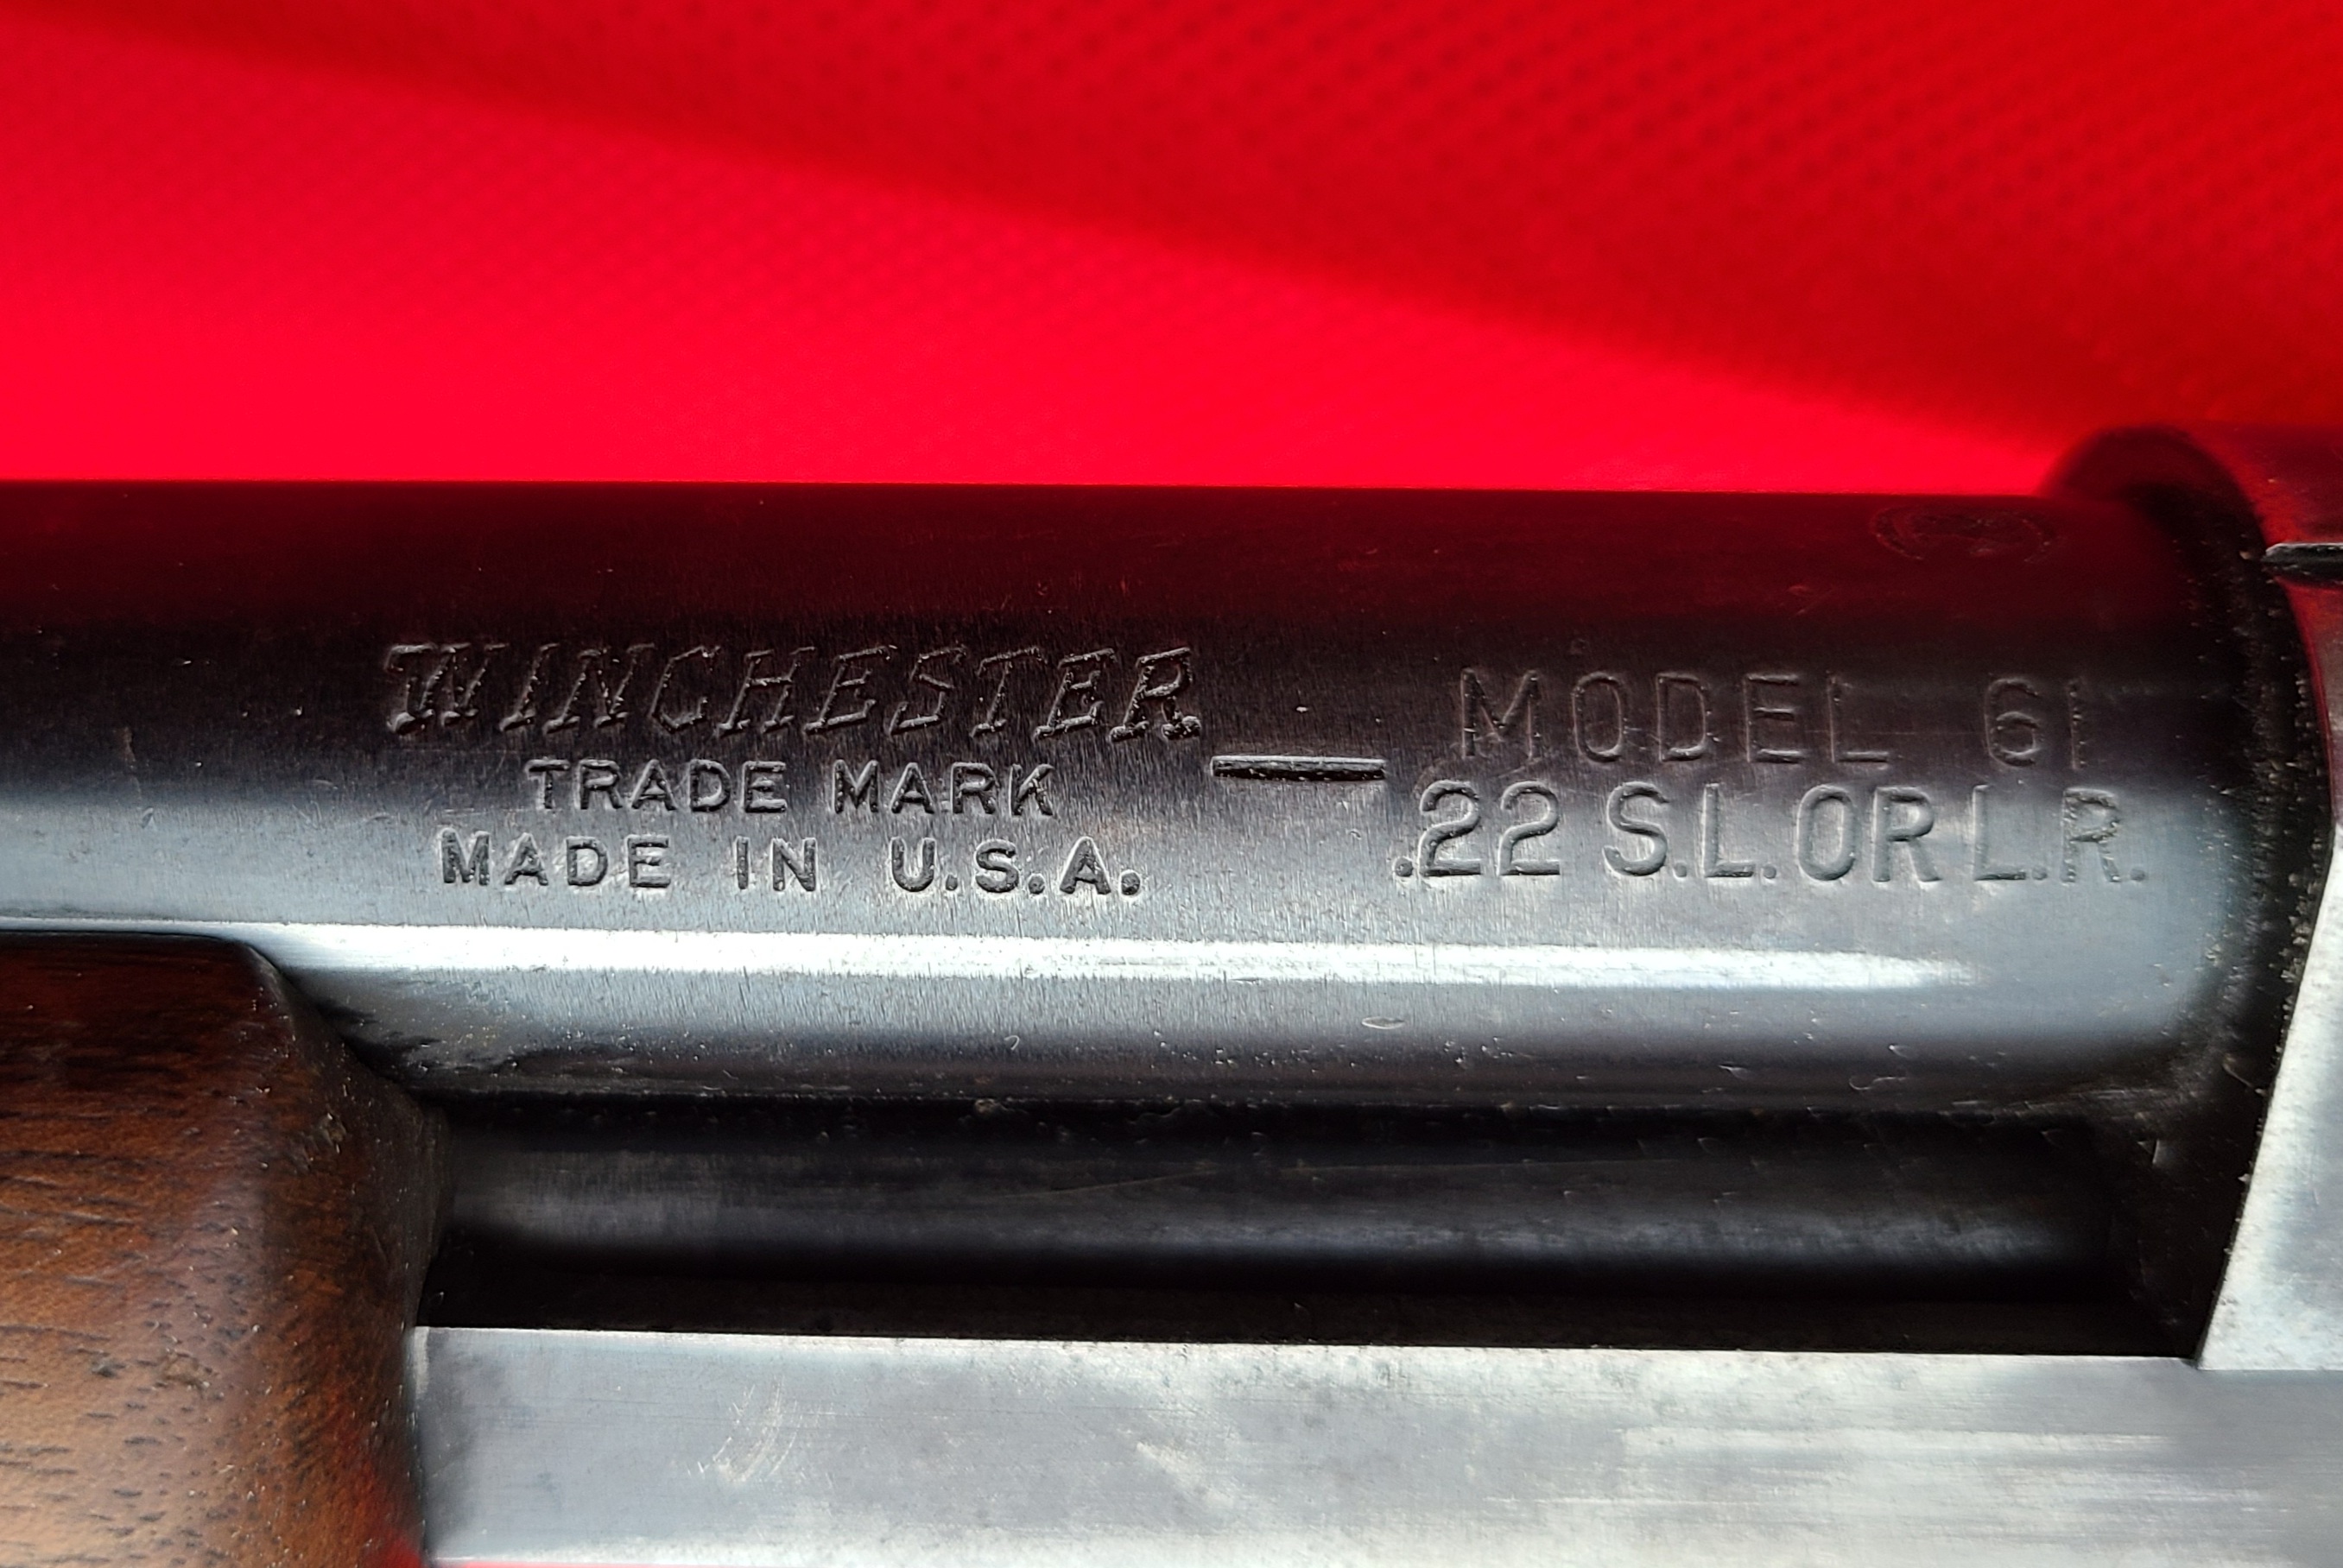 WINCHESTER
TRADE MARK
MADE IN U.S.A.
— MODEL 61
.22 S.L.OR L.R.